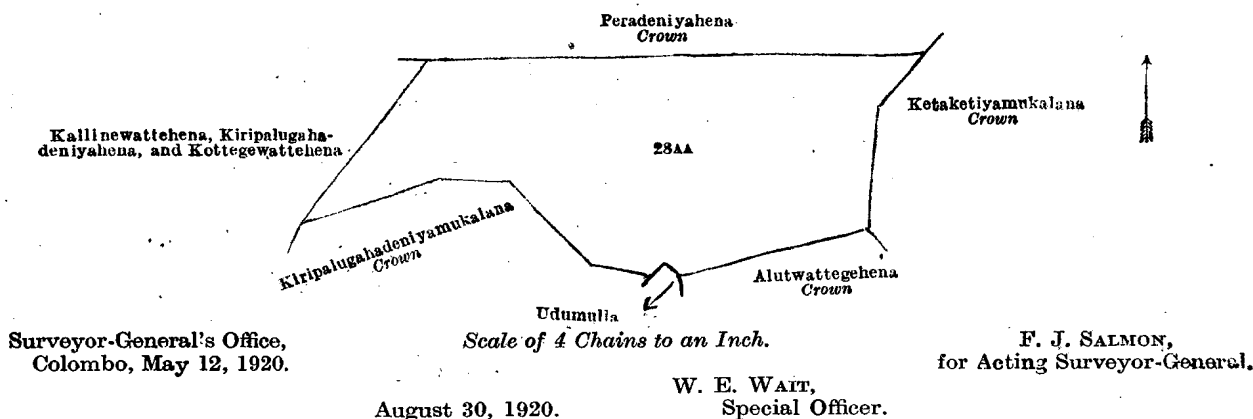 Peradeniyahena
Crown
Ketaketiyamukalana
Crown
Kallinewattehena, Kiripalugaha-
deniyahena, and Kottegewattehena
28AA
Kiripalugahadeniyamukalana
Crown
Alutwattegehena
Crown
Udumulla
Surveyor-General's Office,
Colombo, May 12, 1920.
Scale of 4 Chains to an Inch.
F. J. SALMON,
for Acting Surveyor-General.
W. E. WAIT,
August 30, 1920.
Special Officer.